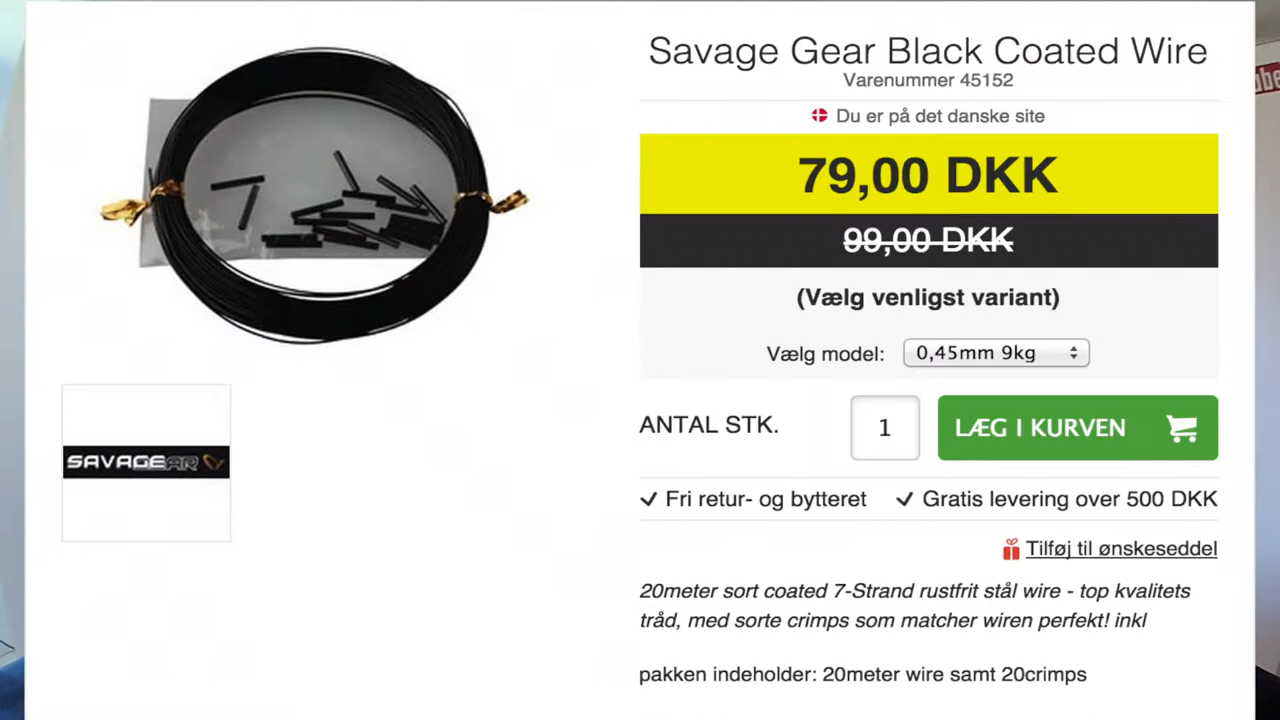 Savage Gear Black Coated Wire
Varenummer 45152
Du er på det danske site
79,00 DKK
99,00 DKK
(Vælg venligst variant)
Vælg model: 0,45mm 9kg
ANTAL STK. 1 LÆG I KURVEN
Fri retur- og bytteret Gratis levering over 500 DKK
Tilføj til ønskeseddel
20meter sort coated 7-Strand rustfrit stål wire - top kvalitets
tråd, med sorte crimps som matcher wiren perfekt! inkl
pakken indeholder: 20meter wire samt 20crimps
SAVAGEAR